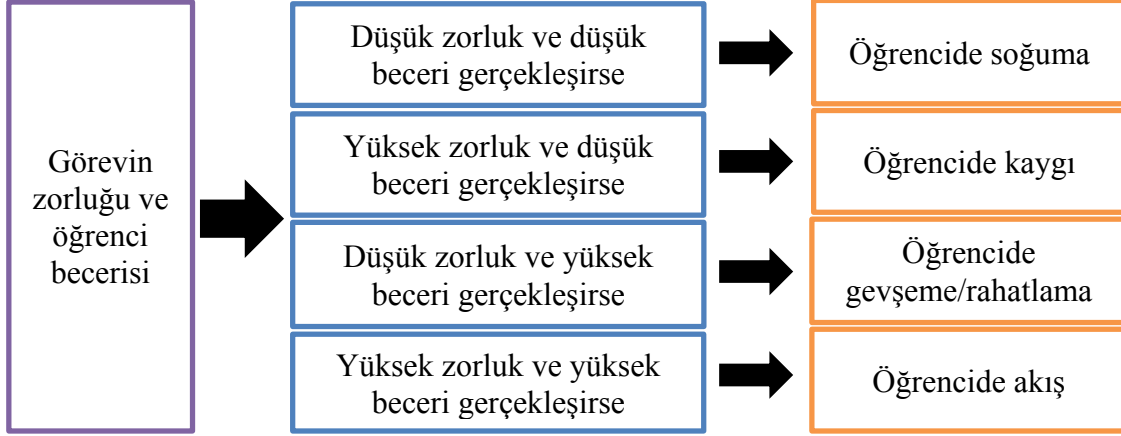 Görevin
zorluğu ve
öğrenci
becerisi
Düşük zorluk ve düşük
beceri gerçekleşirse
Öğrencide soğuma
Yüksek zorluk ve düşük
beceri gerçekleşirse
Öğrencide kaygı
Düşük zorluk ve yüksek
beceri gerçekleşirse
Öğrencide
gevşeme/rahatlama
Yüksek zorluk ve yüksek
beceri gerçekleşirse
Öğrencide akış